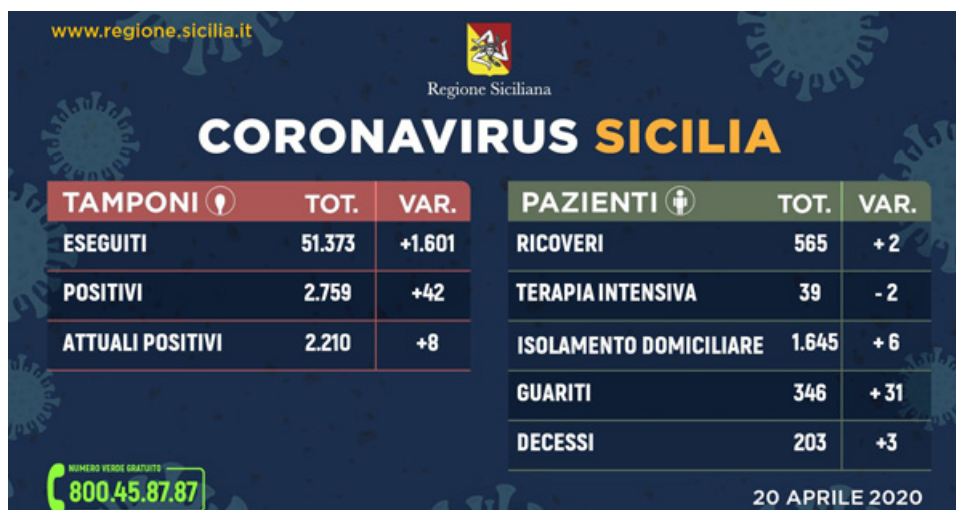 www.regione.sicilia.it
Regione Siciliana
CORONAVIRUS SICILIA
TAMPONI TOT. VAR.
ESEGUITI 51.373 +1.601
POSITIVI 2.759 +42
ATTUALI POSITIVI 2.210 +8
PAZIENTI TOT. VAR.
RICOVERI 565 +2
TERAPIA INTENSIVA 39 -2
ISOLAMENTO DOMICILIARE 1.645 +6
GUARITI 346 +31
DECESSI 203 +3
NUMERO VERDE GRATUITO
800.45.87.87
20 APRILE 2020